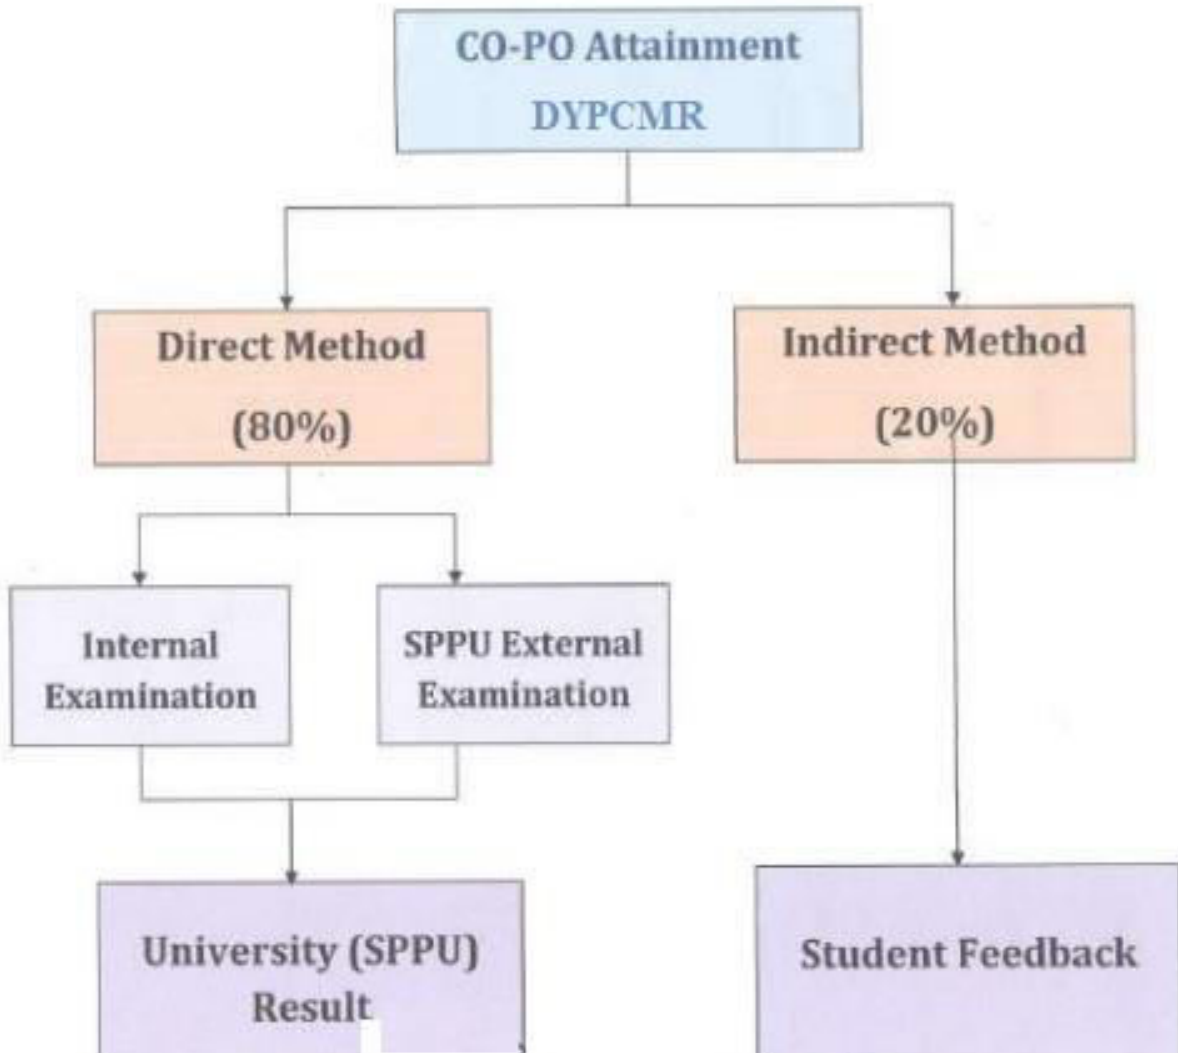 CO-PO Attainment
DYPCMR
Direct Method
(80%)
Indirect Method
(20%)
Internal
Examination
SPPU External
Examination
University (SPPU)
Result
Student Feedback